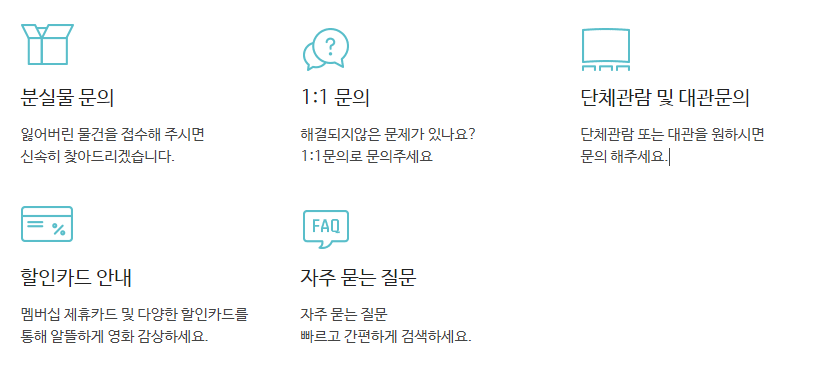 분실물 문의
잃어버린 물건을 접수해 주시면
신속히 찾아드리겠습니다.
?
1:1 문의
해결되지않은 문제가 있나요?
1:1문의로 문의주세요
단체관람 및 대관문의
단체관람 또는 대관을 원하시면
문의 해주세요.
%
할인카드 안내
멤버십 제휴카드 및 다양한 할인카드를
통해 알뜰하게 영화 감상하세요.
FAQ
자주 묻는 질문
자주 묻는 질문
빠르고 간편하게 검색하세요.